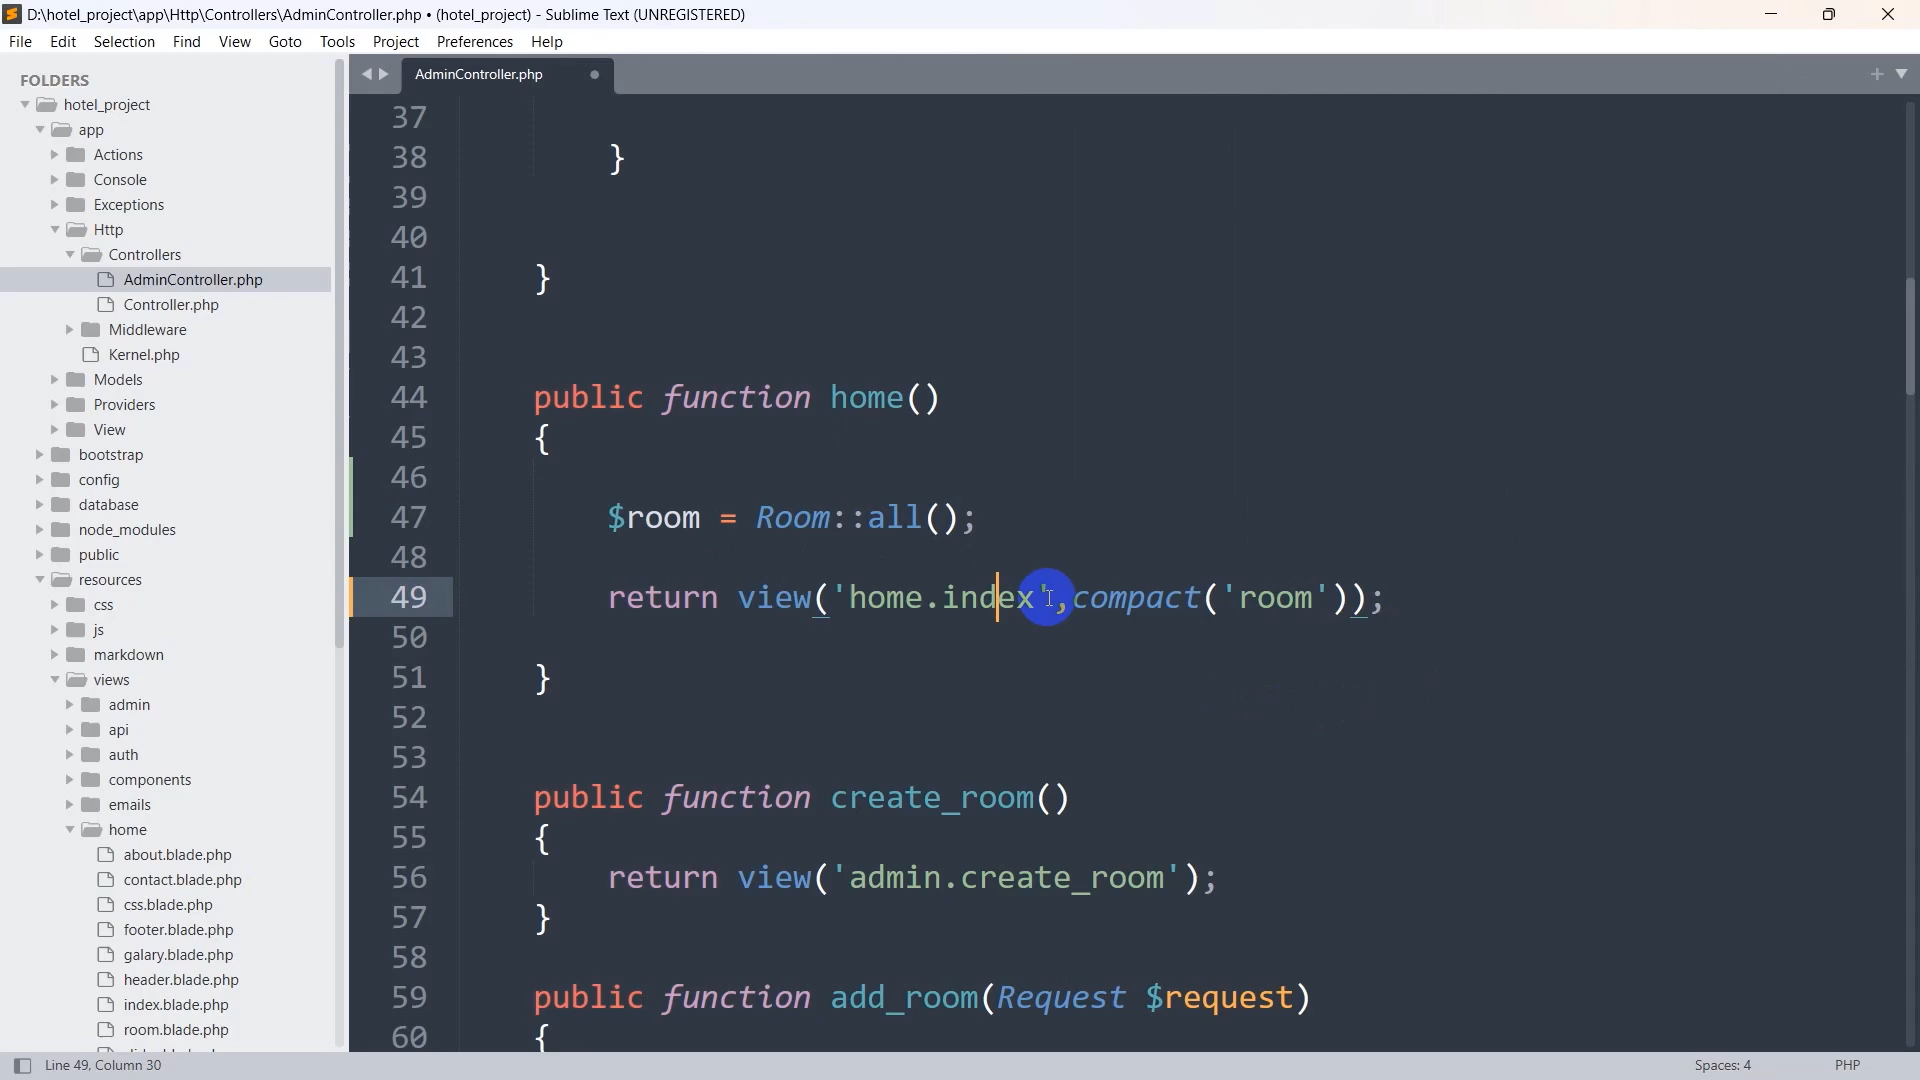 D:\hotel_project\app\Http\Controllers\AdminController.php • (hotel_project) - Sublime Text (UNREGISTERED)
File Edit Selection Find View Goto Tools Project Preferences Help
FOLDERS
hotel_project
app
Actions
Console
Exceptions
Http
Controllers
AdminController.php
Controller.php
Middleware
Kernel.php
Models
Providers
View
bootstrap
config
database
node_modules
public
resources
css
js
markdown
views
admin
api
auth
components
emails
home
about.blade.php
contact.blade.php
css.blade.php
footer.blade.php
galary.blade.php
header.blade.php
index.blade.php
room.blade.php
AdminController.php
37
38 }
39
40
41 }
42
43
44 public function home()
45 {
46
47 $room = Room::all();
48
49 return view('home.index',compact('room'));
50
51 }
52
53
54 public function create_room()
55 {
56 return view('admin.create_room');
57 }
58
59 public function add_room(Request $request)
60 {
Line 49, Column 30
Spaces: 4
PHP